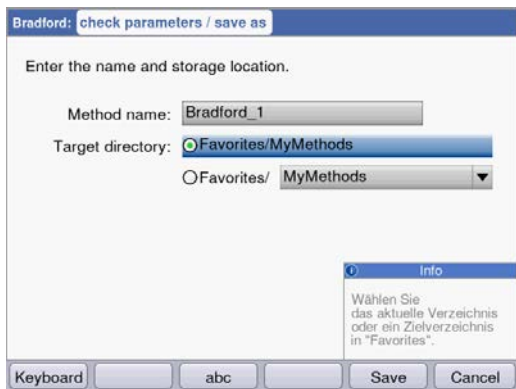 Bradford: check parameters / save as
Enter the name and storage location.
Method name: Bradford_1
Target directory: Favorites/MyMethods
Favorites/ MyMethods
Info
Wählen Sie
das aktuelle Verzeichnis
oder ein Zielverzeichnis
in "Favorites".
Keyboard abc Save Cancel